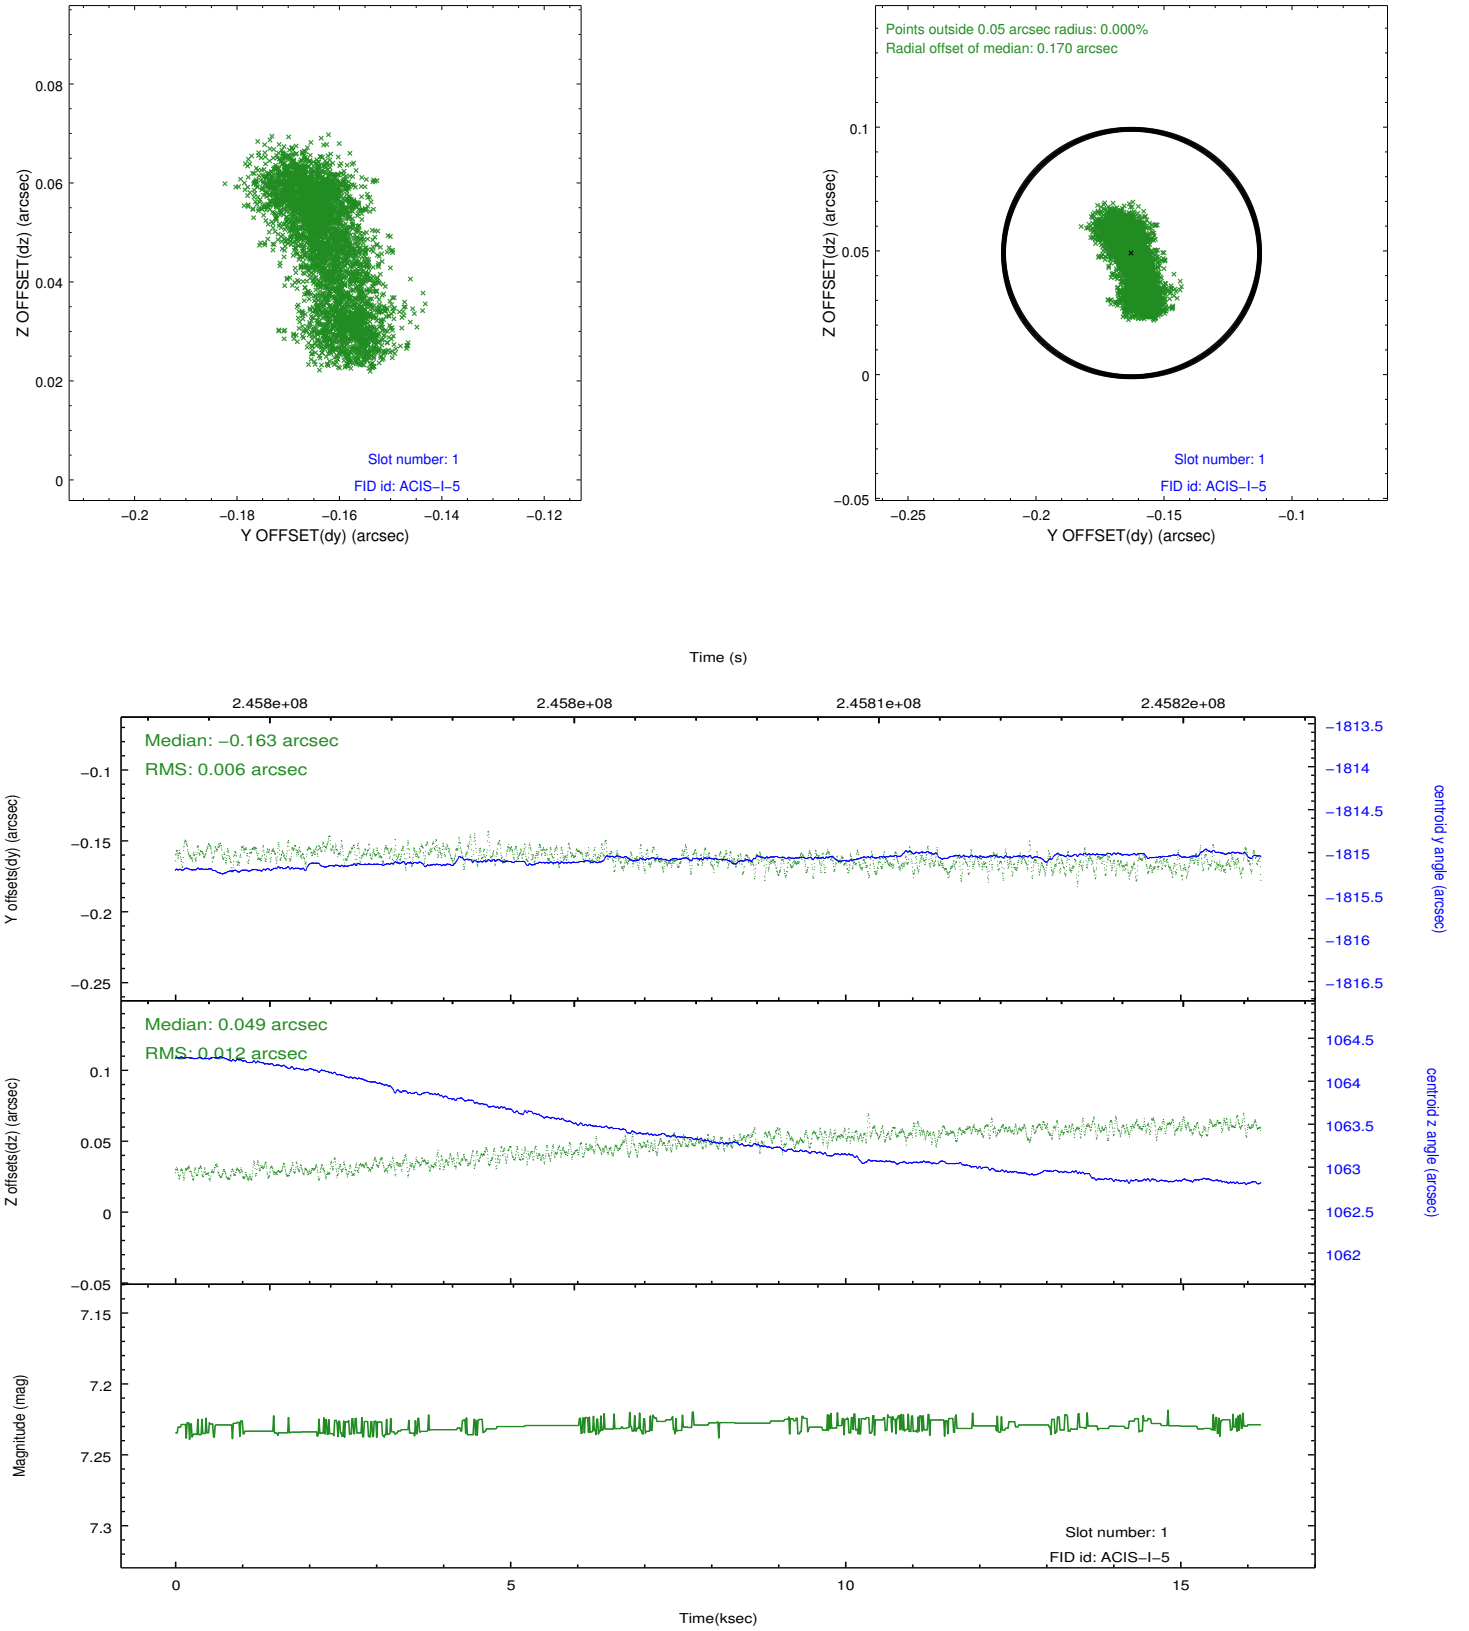 0.08
0.06
0.04
0.02
0
Z OFFSET(dz) (arcsec)
Slot number: 1
FID id: ACIS−I−5
−0.2
−0.18
−0.16
−0.14
−0.12
Y OFFSET(dy) (arcsec)
Points outside 0.05 arcsec radius: 0.000%
Radial offset of median: 0.170 arcsec
0.1
0.05
0
−0.05
Z OFFSET(dz) (arcsec)
Slot number: 1
FID id: ACIS−I−5
−0.25
−0.2
−0.15
−0.1
Y OFFSET(dy) (arcsec)
Time (s)
2.458e+08
2.458e+08
2.4581e+08
2.4582e+08
Median: −0.163 arcsec
RMS: 0.006 arcsec
−0.1
−0.15
−0.2
−0.25
Y offsets(dy) (arcsec)
−1813.5
−1814
−1814.5
−1815
−1815.5
−1816
−1816.5
centroid y angle (arcsec)
Median: 0.049 arcsec
RMS: 0.012 arcsec
0.1
0.05
0
−0.05
Z offsets(dz) (arcsec)
1064.5
1064
1063.5
1063
1062.5
1062
centroid z angle (arcsec)
7.15
7.2
7.25
7.3
Magnitude (mag)
Slot number: 1
FID id: ACIS−I−5
0
5
10
15
Time(ksec)